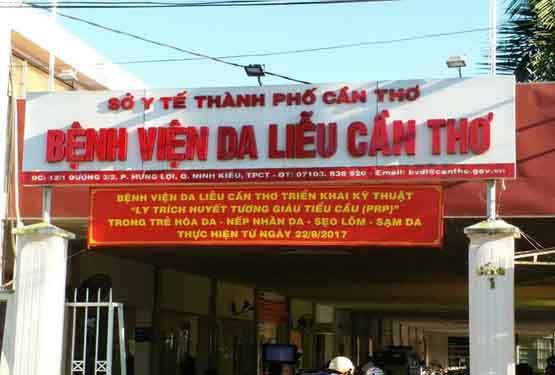 SỞ Y TẾ THÀNH PHỐ CẦN THƠ
BỆNH VIỆN DA LIỄU CẦN THƠ
ĐC: 12/1 ĐƯỜNG 3/2, P. HƯNG LỢI, Q. NINH KIỀU, TPCT - ĐT: 07103. 838 920 - Email: bvdl@cantho.gov.vn
BỆNH VIỆN DA LIỄU CẦN THƠ TRIỂN KHAI KỸ THUẬT
"LY TRÍCH HUYẾT TƯƠNG GIÀU TIỂU CẦU (PRP)"
TRONG TRẺ HÓA DA - NẾP NHĂN DA - SẸO LÕM - SẠM DA
THỰC HIỆN TỪ NGÀY 22/9/2017